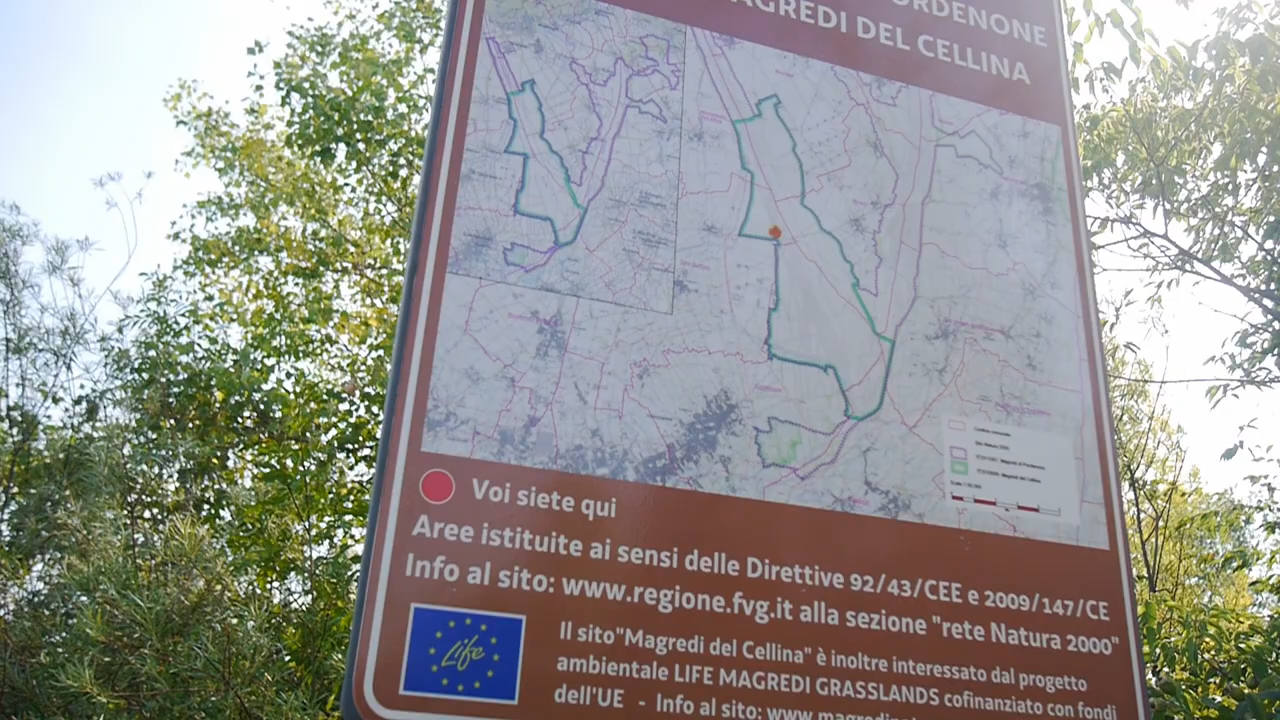 ORDENONE
AGREDI DEL CELLINA
Voi siete qui
Aree istituite ai sensi delle Direttive 92/43/CEE e 2009/147/CE
Info al sito: www.regione.fvg.it alla sezione "rete Natura 2000"
Life
Il sito"Magredi del Cellina" è inoltre interessato dal progetto
ambientale LIFE MAGREDI GRASSLANDS cofinanziato con fondi
dell'UE - Info al sito: